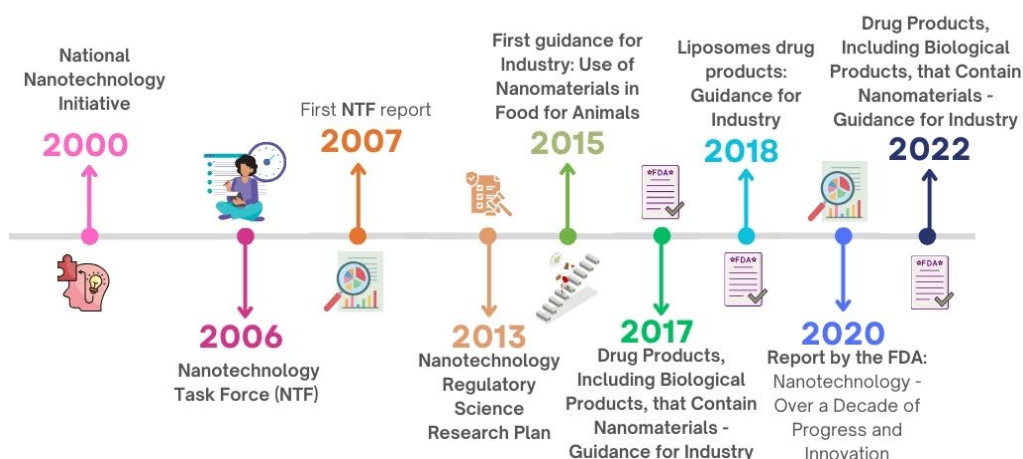 National
Nanotechnology
Initiative
2000
2006
Nanotechnology
Task Force (NTF)
First NTF report
2007
2013
Nanotechnology
Regulatory
Science
Research Plan
First guidance for
Industry: Use of
Nanomaterials in
Food for Animals
2015
*FDA*
2017
Drug Products,
Including Biological
Products, that Contain
Nanomaterials -
Guidance for Industry
Liposomes drug
products:
Guidance for
Industry
2018
*FDA*
2020
Report by the FDA:
Nanotechnology -
Over a Decade of
Progress and
Innovation
Drug Products,
Including Biological
Products, that Contain
Nanomaterials -
Guidance for Industry
2022
*FDA*